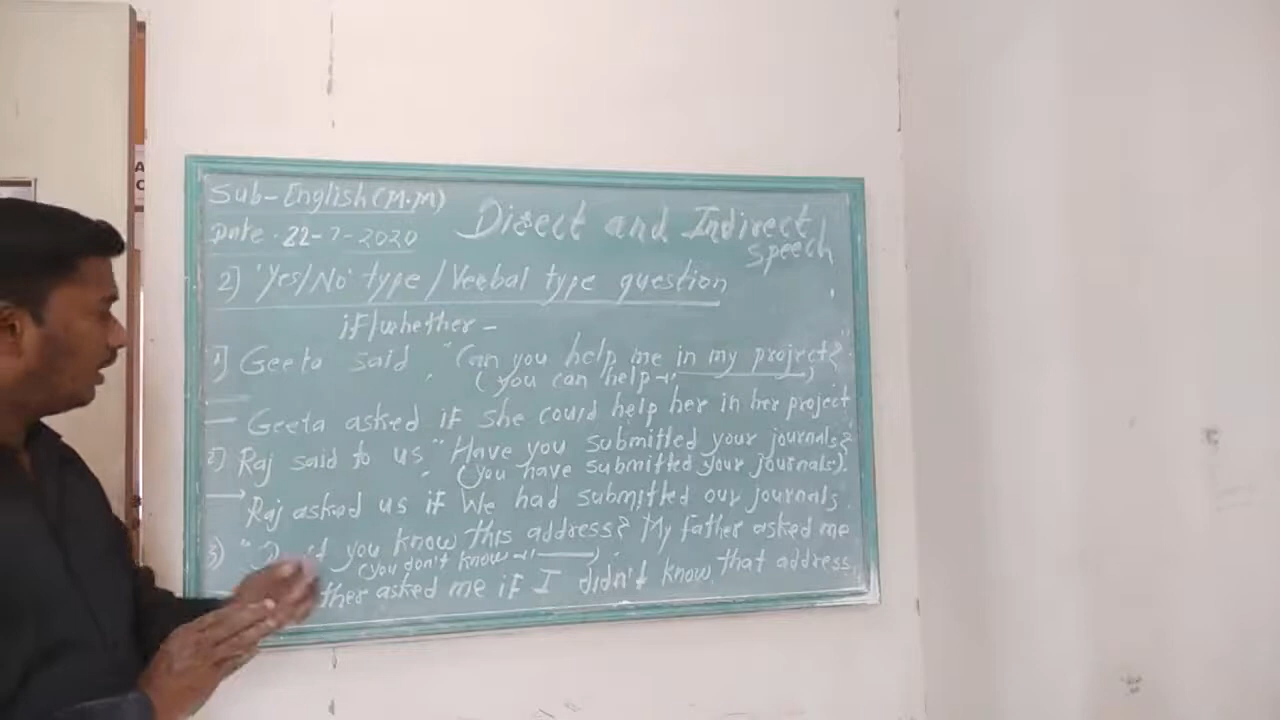 Sub-English(M.M)
Date. 22-7-2020
Direct and Indirect
Speech
2) 'Yes/No' type / Verbal type question
if/whether -
1) Geeta said "Can you help me in my project?"
(you can help
Geeta asked if she could help her in her project
2) Raj said to us "Have you submitted your journals?
(you have submitted your journals).
→ Raj asked us if We had submitted our journals.
3) " you know this address? My father asked me
(you don't know
asked me if I didn't know that address
A
C